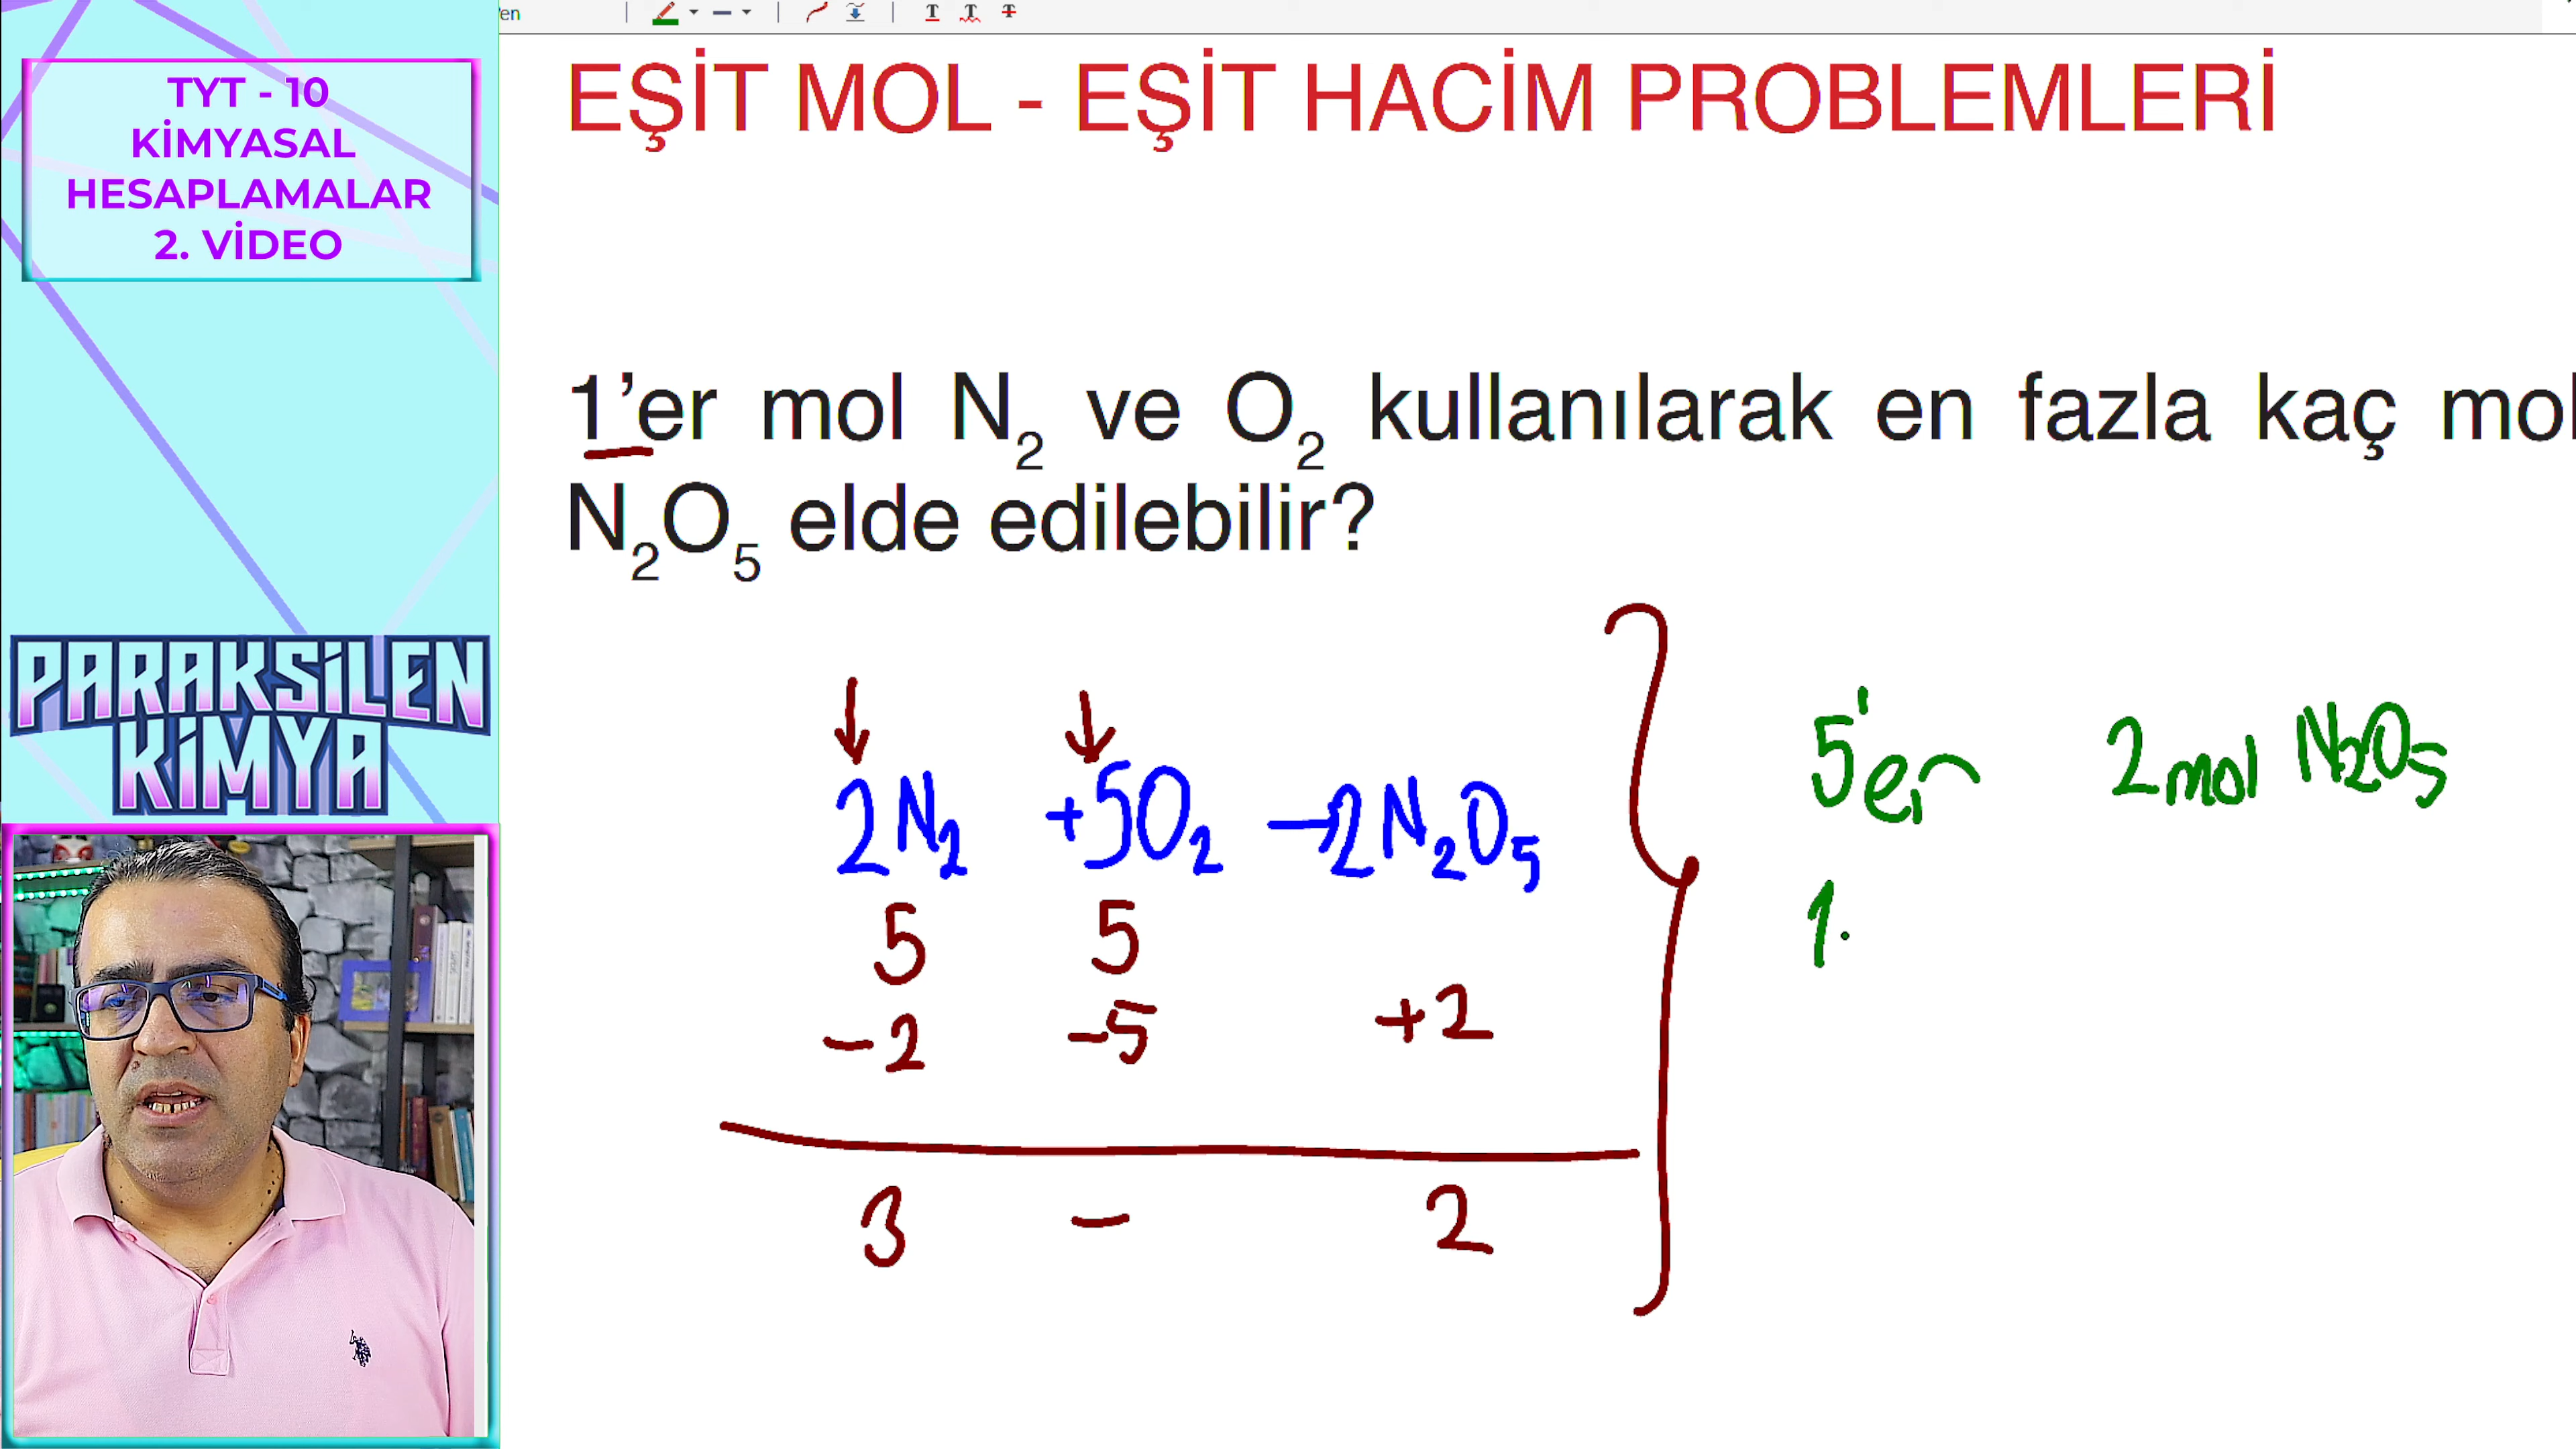 en
TYT - 10
KİMYASAL
HESAPLAMALAR
2. VİDEO
EŞİT MOL - EŞİT HACİM PROBLEMLERİ
1’er mol N₂ ve O₂ kullanılarak en fazla kaç mol
N₂O₅ elde edilebilir?
PARAKSİLEN
KİMYA
2N₂ +5O₂ → 2N₂O₅
5 5
-2 -5 +2
3 - 2
5'er 2 mol N₂O₅
1.